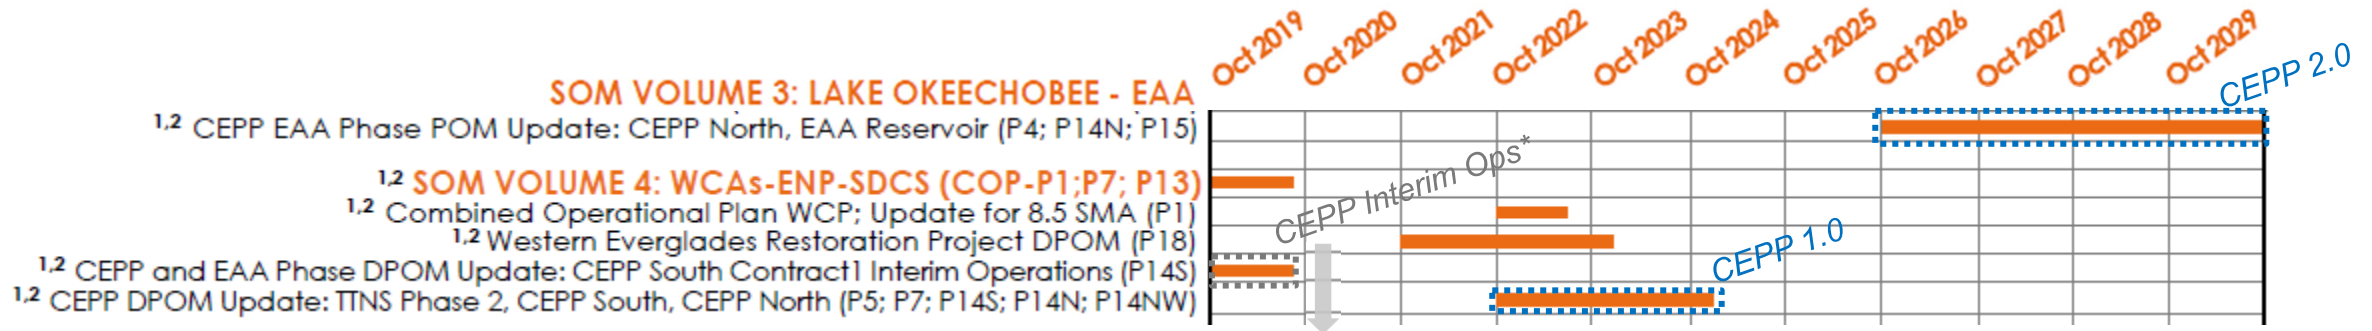 Oct 2019 Oct 2020 Oct 2021 Oct 2022 Oct 2023 Oct 2024 Oct 2025 Oct 2026 Oct 2027 Oct 2028 Oct 2029
CEPP 2.0
SOM VOLUME 3: LAKE OKEECHOBEE - EAA
1,2 CEPP EAA Phase POM Update: CEPP North, EAA Reservoir (P4; P14N; P15)
CEPP Interim Ops*
1,2 SOM VOLUME 4: WCAs-ENP-SDCS (COP-P1;P7; P13)
1,2 Combined Operational Plan WCP; Update for 8.5 SMA (P1)
1,2 Western Everglades Restoration Project DPOM (P18)
CEPP 1.0
1,2 CEPP and EAA Phase DPOM Update: CEPP South Contract1 Interim Operations (P14S)
1,2 CEPP DPOM Update: TTNS Phase 2, CEPP South, CEPP North (P5; P7; P14S; P14N; P14NW)